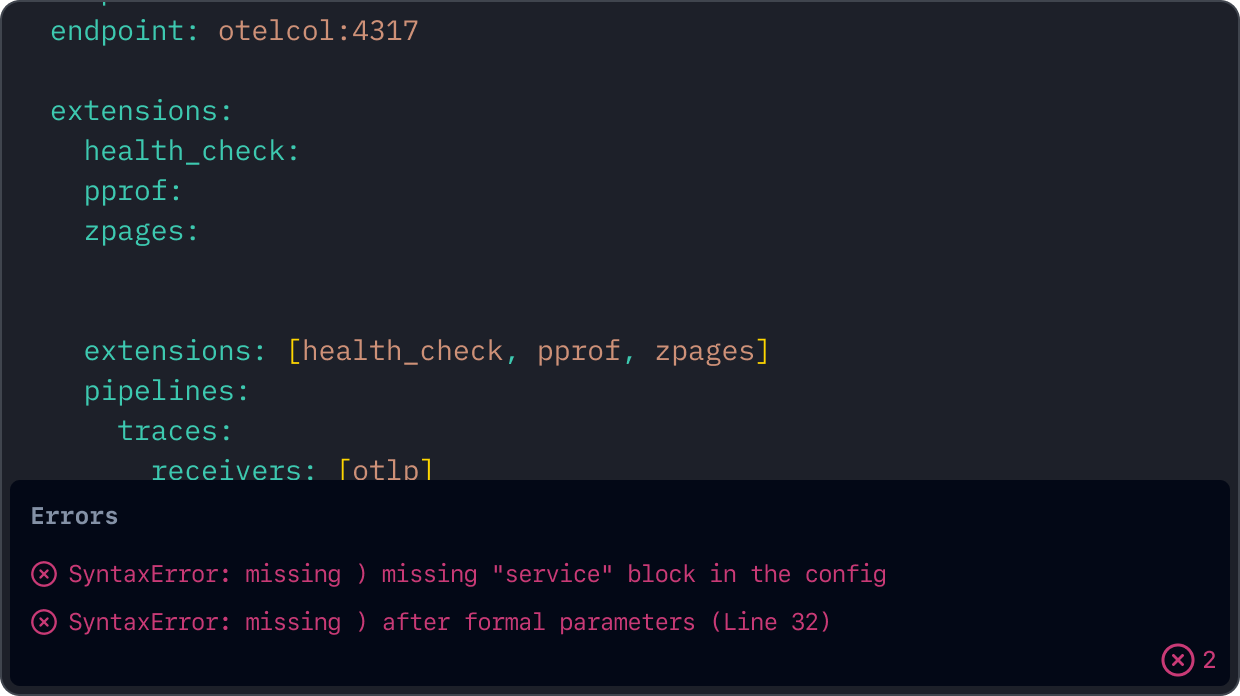 endpoint: otelcol:4317
extensions:
health_check:
pprof:
zpages:
extensions: [health_check, pprof, zpages]
pipelines:
traces:
receivers: [otlp]
Errors
SyntaxError: missing ) missing "service" block in the config
SyntaxError: missing ) after formal parameters (Line 32)
2